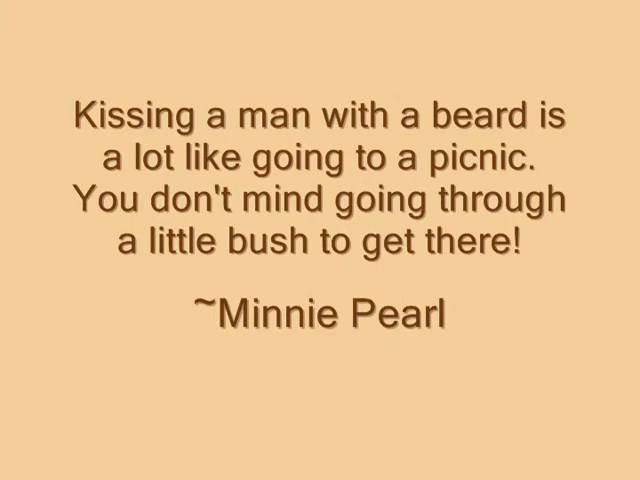 Kissing a man with a beard is
a lot like going to a picnic.
You don't mind going through
a little bush to get there!
~Minnie Pearl